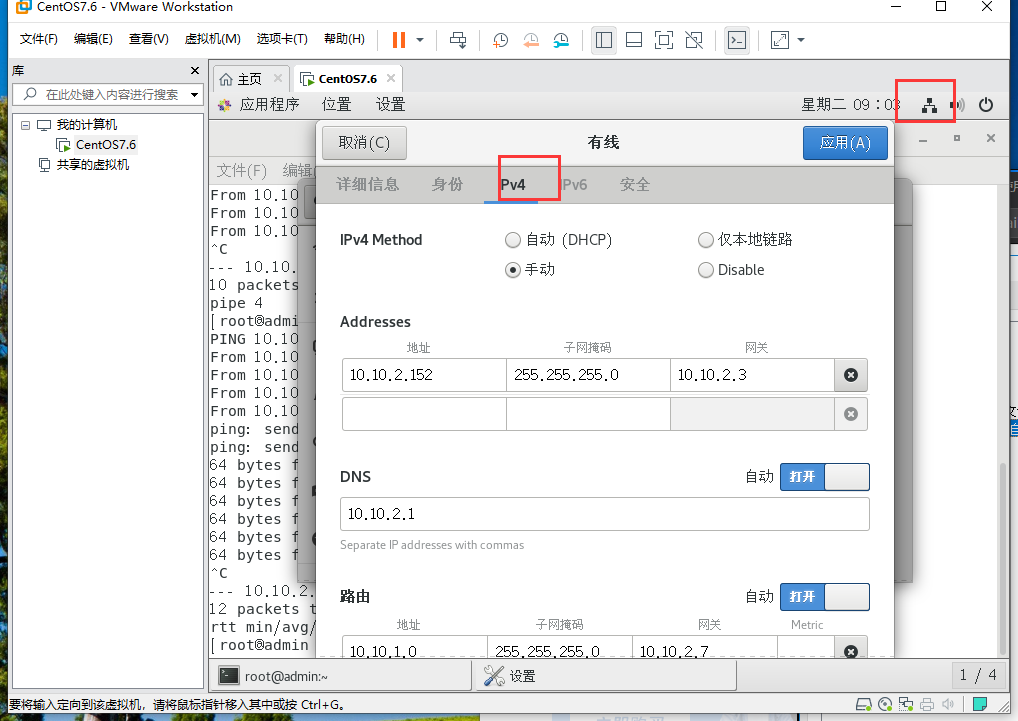 CentOS7.6 - VMware Workstation
文件(F) 编辑(E) 查看(V) 虚拟机(M) 选项卡(T) 帮助(H)
库
在此处键入内容进行搜索
我的计算机
CentOS7.6
共享的虚拟机
主页 CentOS7.6
应用程序 位置 设置 星期二 09：03
取消(C) 有线 应用(A)
文件(F) 编辑
详细信息 身份 IPv4 IPv6 安全
From 10.10
From 10.10
From 10.10
^C
--- 10.10.
10 packets
pipe 4
[root@admi
PING 10.10
From 10.10
From 10.10
From 10.10
From 10.10
ping: send
ping: send
64 bytes f
64 bytes f
64 bytes f
64 bytes f
64 bytes f
64 bytes f
^C
--- 10.10.2.
12 packets t
rtt min/avg/
[root@admin
IPv4 Method 自动 (DHCP) 仅本地链路
手动 Disable
Addresses
地址 子网掩码 网关
10.10.2.152 255.255.255.0 10.10.2.3
DNS 自动 打开
10.10.2.1
Separate IP addresses with commas
路由 自动 打开
地址 子网掩码 网关 Metric
10.10.1.0 255.255.255.0 10.10.2.7
root@admin:~ 设置 1 / 4
要将输入定向到该虚拟机，请将鼠标指针移入其中或按 Ctrl+G。